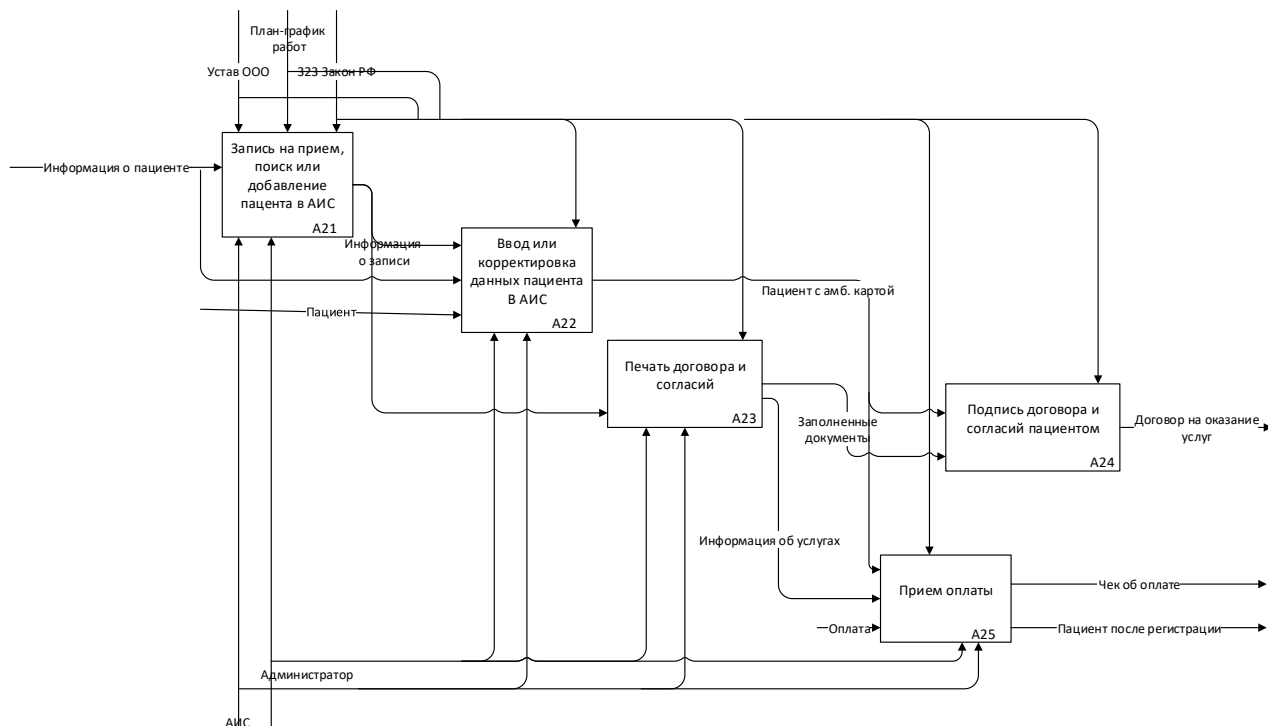 План-график
работ
Устав ООО
323 Закон РФ
Запись на прием,
поиск или
добавление
пацента в АИС
А21
Информация о пациенте
Информация
о записи
Ввод или
корректировка
данных пациента
В АИС
А22
Пациент
Пациент с амб. картой
Печать договора и
согласий
А23
Заполненные
документы
Подпись договора и
согласий пациентом
А24
Договор на оказание
услуг
Информация об услугах
Прием оплаты
А25
Оплата
Чек об оплате
Пациент после регистрации
Администратор
АИС